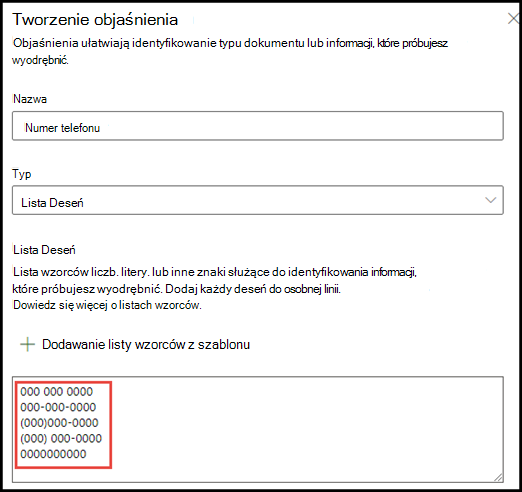 Tworzenie objaśnienia
Objaśnienia ułatwiają identyfikowanie typu dokumentu lub informacji, które próbujesz
wyodrębnić.
Nazwa
Numer telefonu
Typ
Lista Deseń
Lista Deseń
Lista wzorców liczb. litery. lub inne znaki służące do identyfikowania informacji,
które próbujesz wyodrębnić. Dodaj każdy deseń do osobnej linii.
Dowiedz się więcej o listach wzorców.
Dodawanie listy wzorców z szablonu
000 000 0000
000-000-0000
(000)000-0000
(000) 000-0000
0000000000